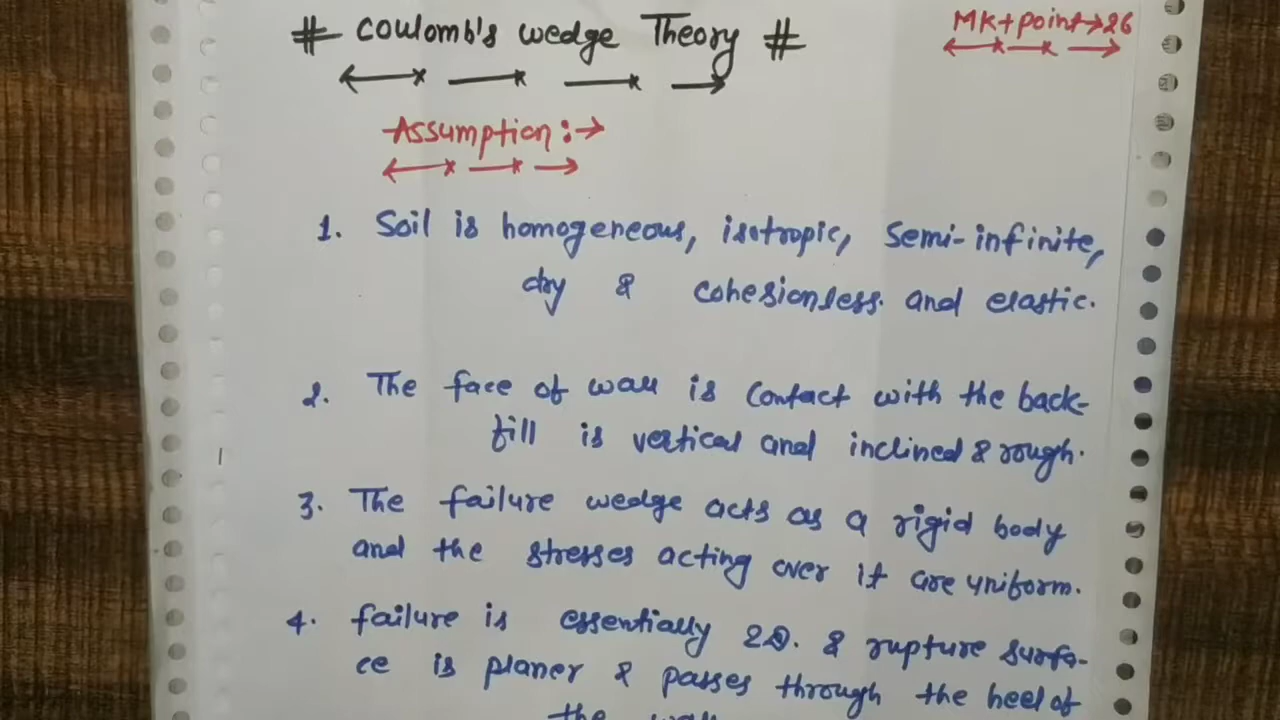 # Coulomb's wedge Theory #
MK+point→26
Assumption:→
1. Soil is homogeneous, isotropic, Semi-infinite,
dry & cohesionless. and elastic.
2. The face of wall is contact with the back-
fill is vertical and inclined & rough.
3. The failure wedge acts as a rigid body
and the stresses acting over it are uniform.
4. failure is essentially 2D. & rupture surfa-
ce is planer & passes through the heel of
the wall